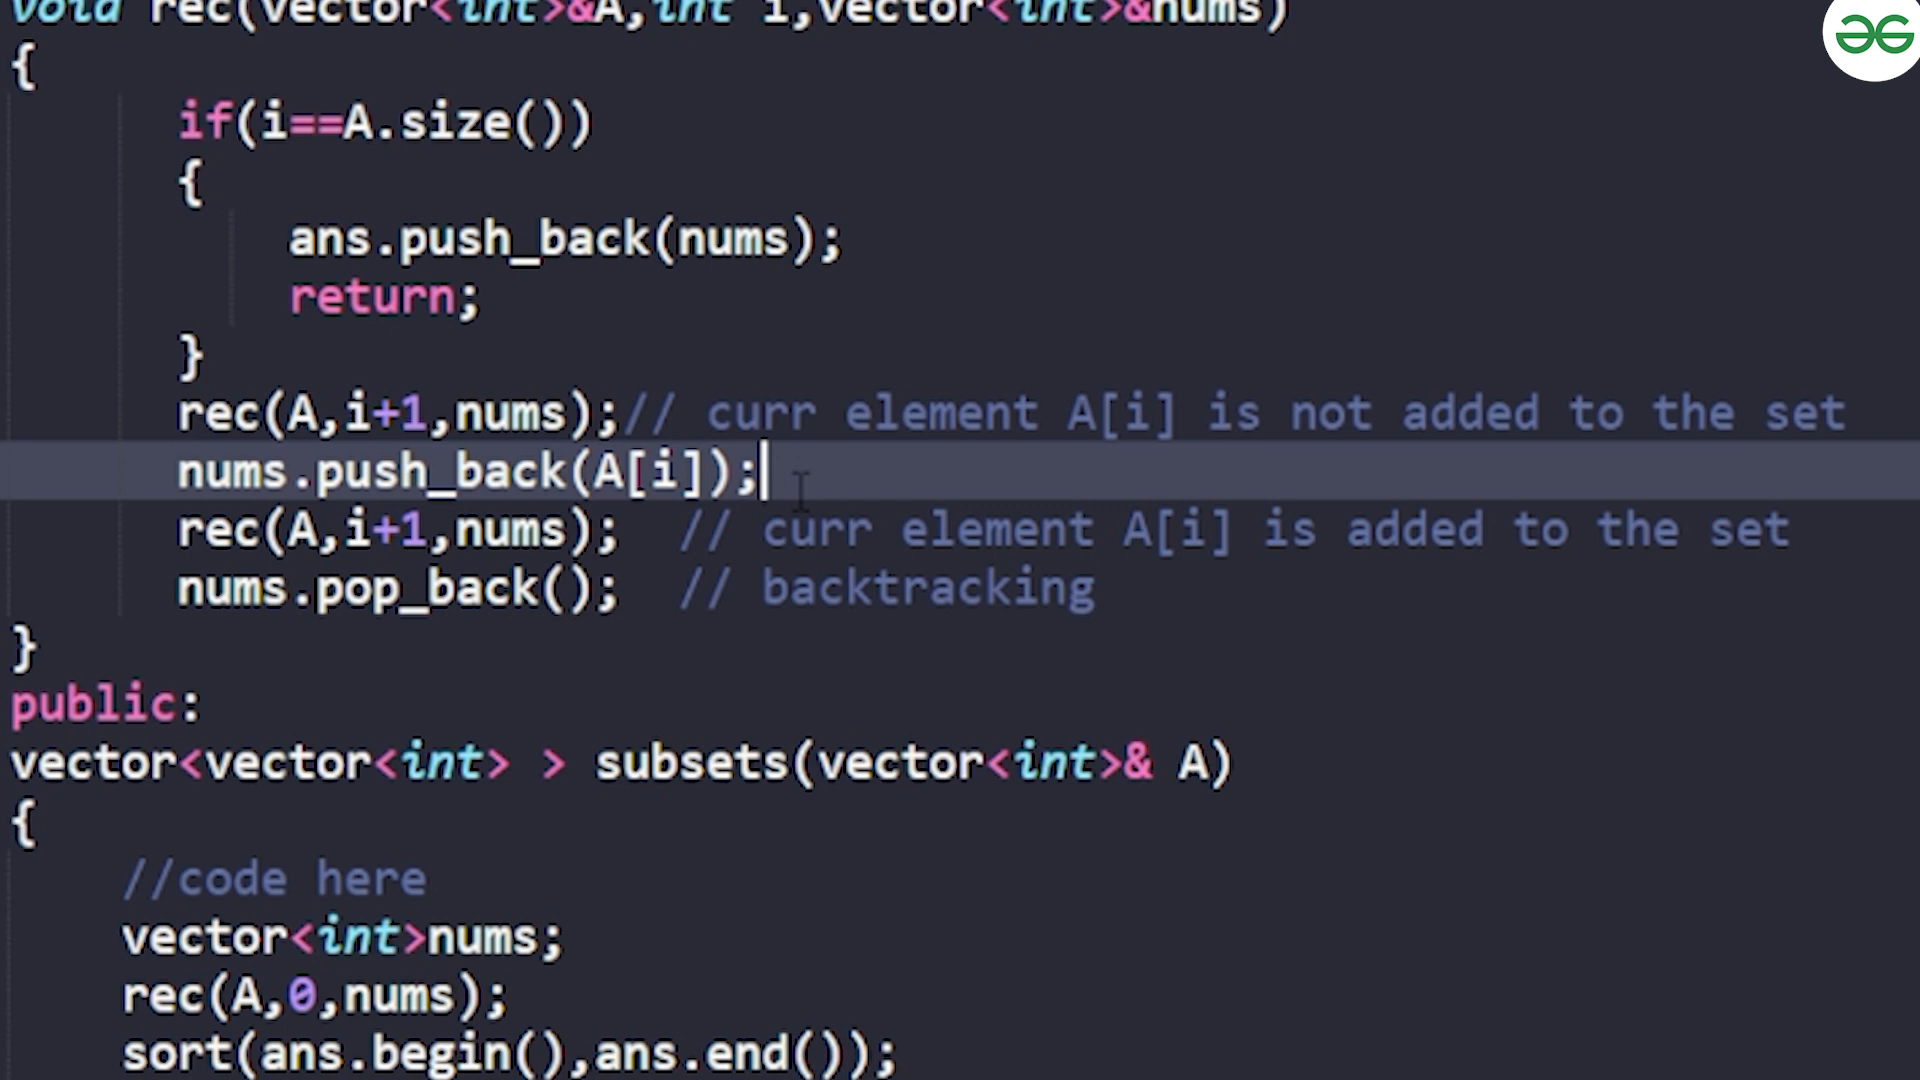 void rec(vector<int>&A,int i,vector<int>&nums)
{
if(i==A.size())
{
ans.push_back(nums);
return;
}
rec(A,i+1,nums);// curr element A[i] is not added to the set
nums.push_back(A[i]);
rec(A,i+1,nums);  // curr element A[i] is added to the set
nums.pop_back();  // backtracking
}
public:
vector<vector<int> > subsets(vector<int>& A)
{
//code here
vector<int>nums;
rec(A,0,nums);
sort(ans.begin(),ans.end());